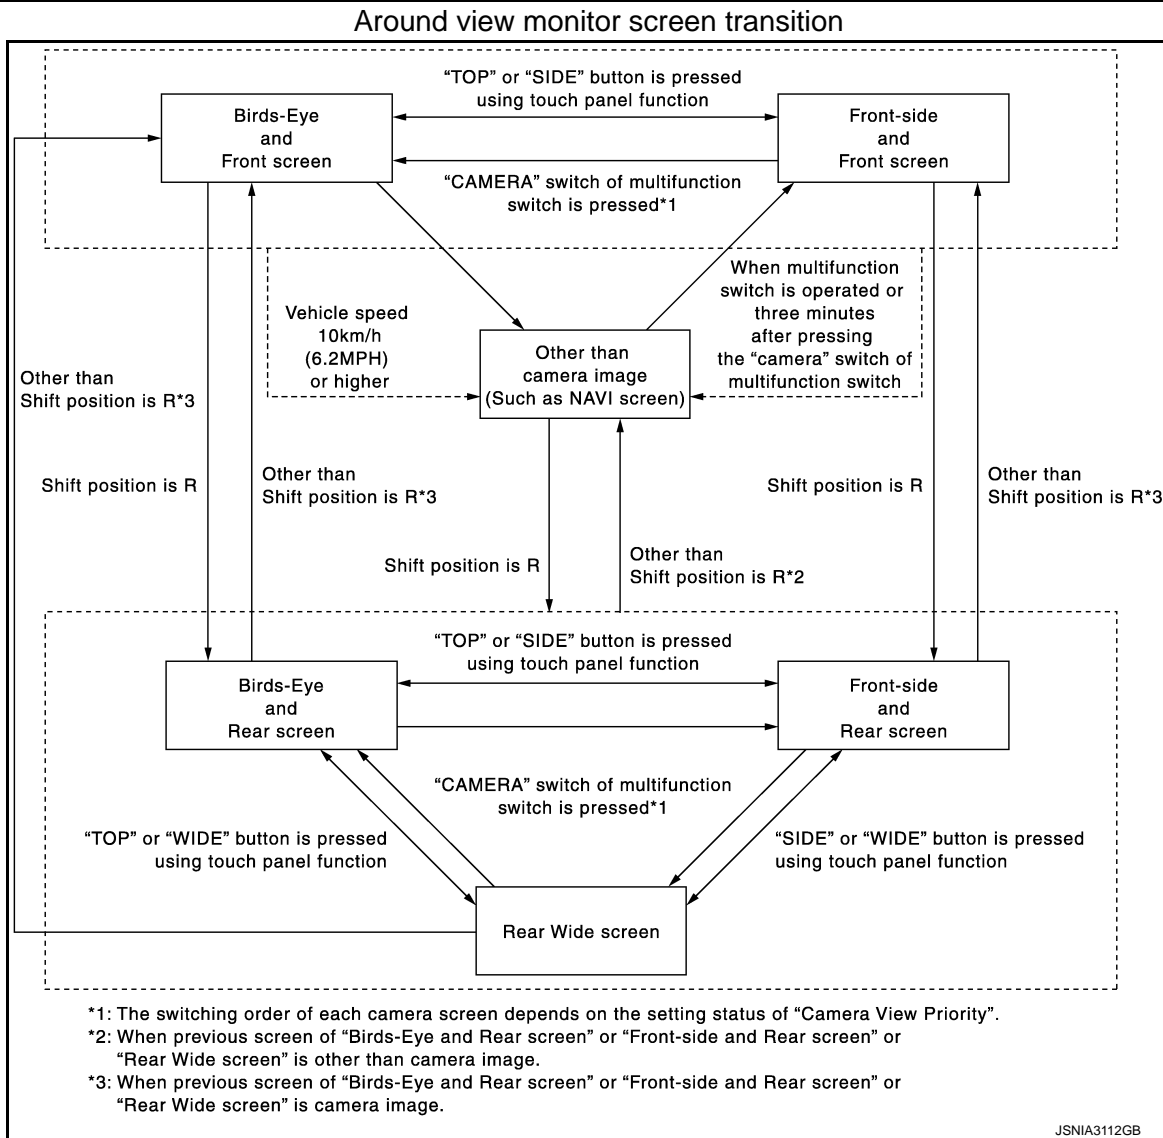 Around view monitor screen transition
“TOP” or “SIDE” button is pressed
using touch panel function
Birds-Eye
and
Front screen
Front-side
and
Front screen
“CAMERA” switch of multifunction
switch is pressed*1
Vehicle speed
10km/h
(6.2MPH)
or higher
When multifunction
switch is operated or
three minutes
after pressing
the “camera” switch of
multifunction switch
Other than
camera image
(Such as NAVI screen)
Other than
Shift position is R*3
Shift position is R
Other than
Shift position is R*3
Shift position is R
Other than
Shift position is R*3
Shift position is R
Other than
Shift position is R*2
“TOP” or “SIDE” button is pressed
using touch panel function
Birds-Eye
and
Rear screen
Front-side
and
Rear screen
“CAMERA” switch of multifunction
switch is pressed*1
“TOP” or “WIDE” button is pressed
using touch panel function
“SIDE” or “WIDE” button is pressed
using touch panel function
Rear Wide screen
*1: The switching order of each camera screen depends on the setting status of “Camera View Priority”.
*2: When previous screen of “Birds-Eye and Rear screen” or “Front-side and Rear screen” or
“Rear Wide screen” is other than camera image.
*3: When previous screen of “Birds-Eye and Rear screen” or “Front-side and Rear screen” or
“Rear Wide screen” is camera image.
JSNIA3112GB